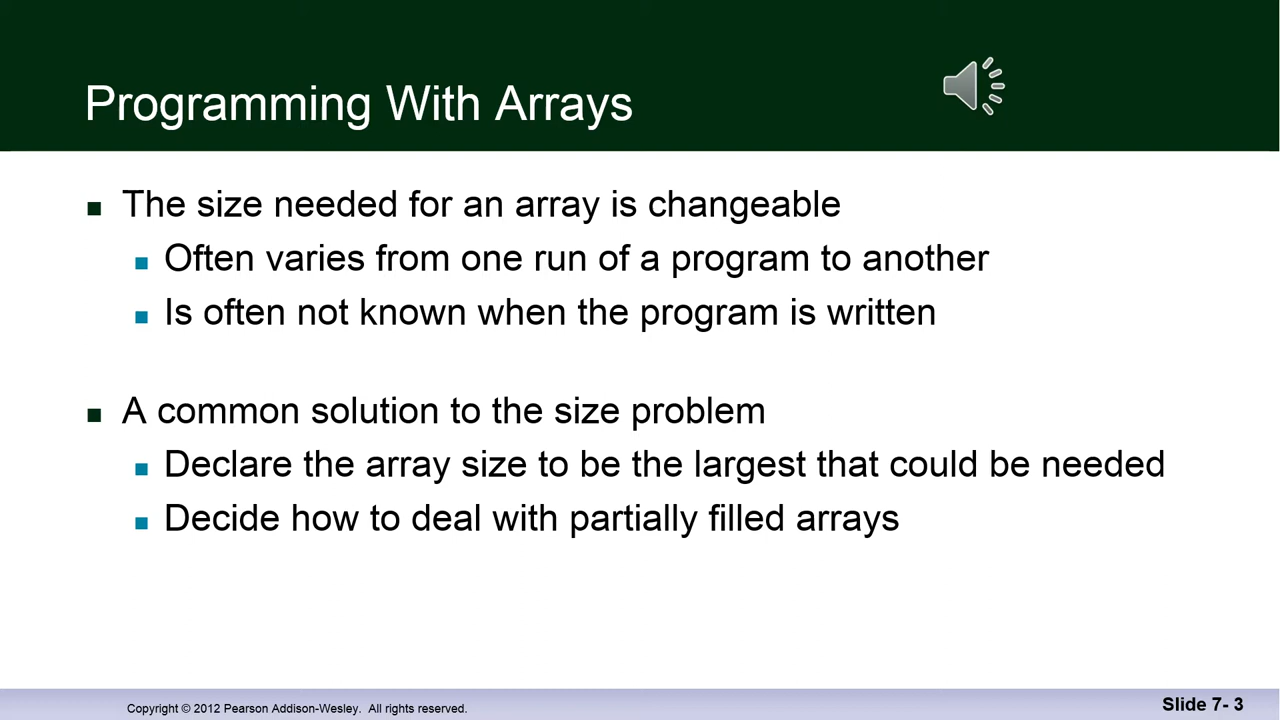 Programming With Arrays
The size needed for an array is changeable
Often varies from one run of a program to another
Is often not known when the program is written
A common solution to the size problem
Declare the array size to be the largest that could be needed
Decide how to deal with partially filled arrays
Copyright © 2012 Pearson Addison-Wesley. All rights reserved.
Slide 7- 3